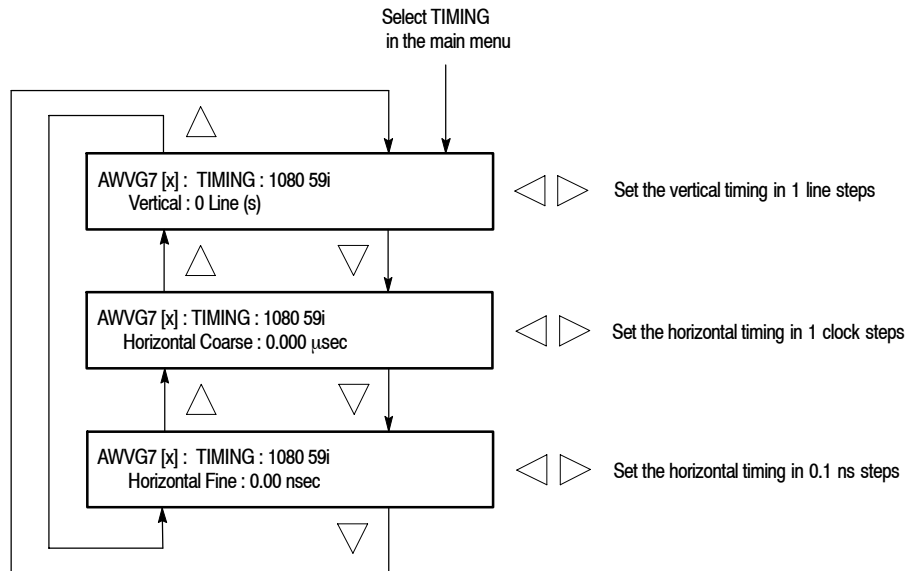 Select TIMING
in the main menu
AWVG7 [x] : TIMING : 1080 59i
Vertical : 0 Line (s)
Set the vertical timing in 1 line steps
AWVG7 [x] : TIMING : 1080 59i
Horizontal Coarse : 0.000 μsec
Set the horizontal timing in 1 clock steps
AWVG7 [x] : TIMING : 1080 59i
Horizontal Fine : 0.00 nsec
Set the horizontal timing in 0.1 ns steps